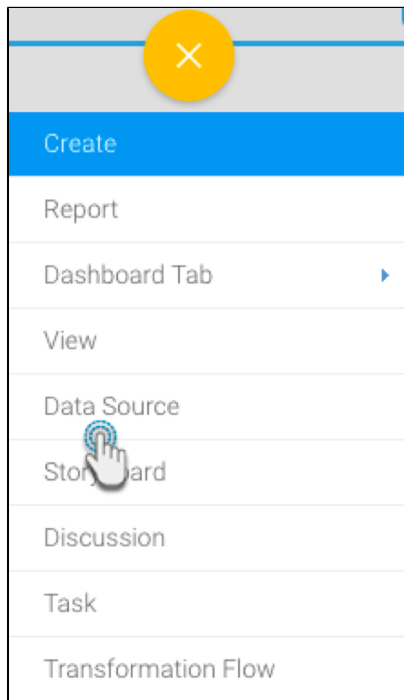 Create
Report
Dashboard Tab
View
Data Source
Discussion
Task
Transformation Flow